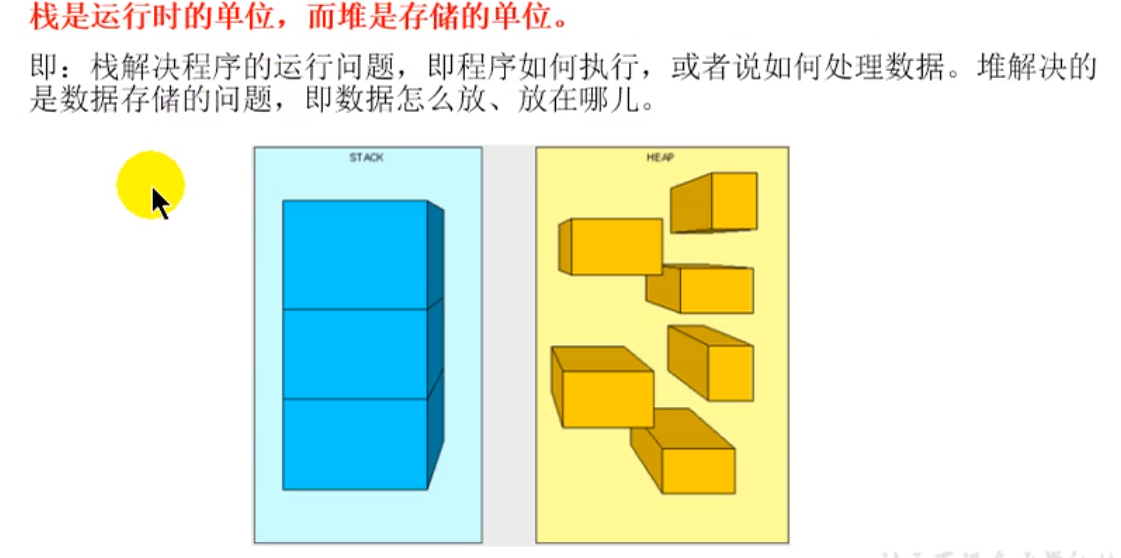 栈是运行时的单位，而堆是存储的单位。
即：栈解决程序的运行问题，即程序如何执行，或者说如何处理数据。堆解决的
是数据存储的问题，即数据怎么放、放在哪儿。
STACK
HEAP